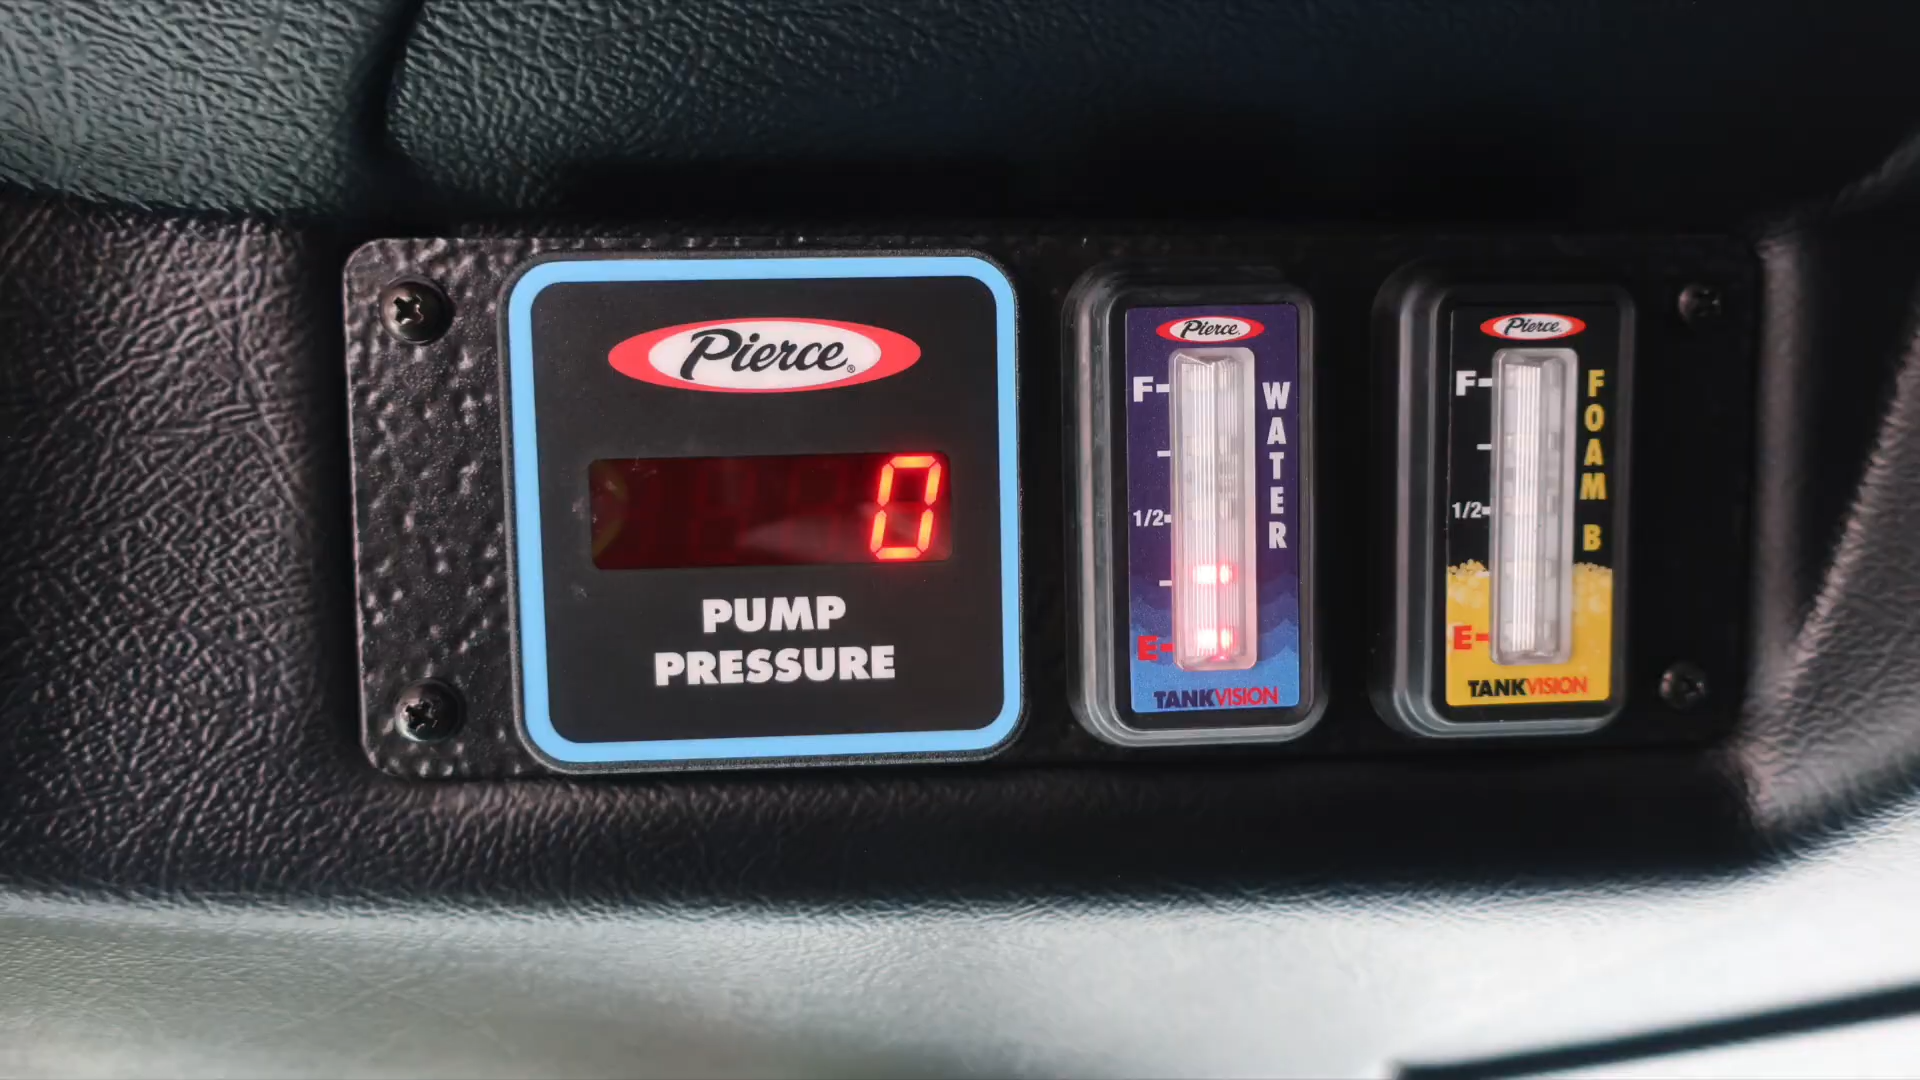 Pierce®
0
PUMP
PRESSURE
Pierce
F-
1/2-
E-
WATER
TANKVISION
Pierce
F-
1/2-
E-
FOAM B
TANKVISION